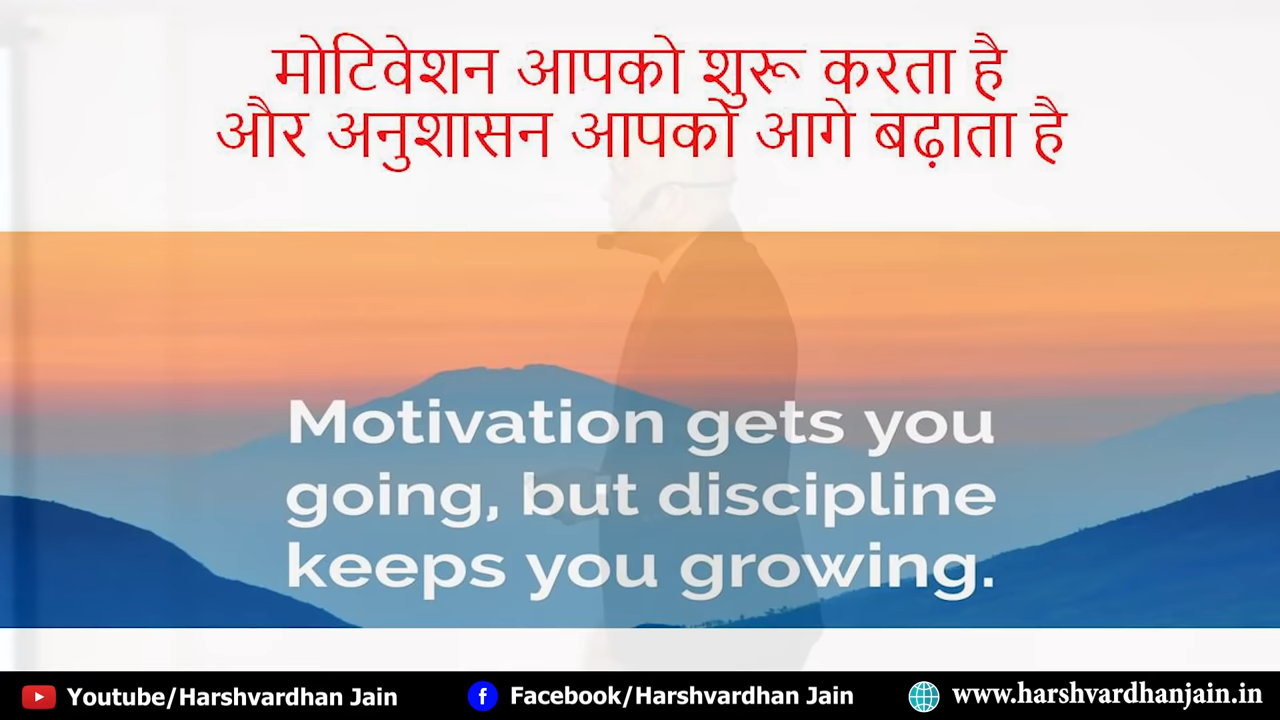 मोटिवेशन आपको शुरू करता है
और अनुशासन आपको आगे बढ़ाता है
Motivation gets you
going, but discipline
keeps you growing.
Youtube/Harshvardhan Jain
Facebook/Harshvardhan Jain
www.harshvardhanjain.in